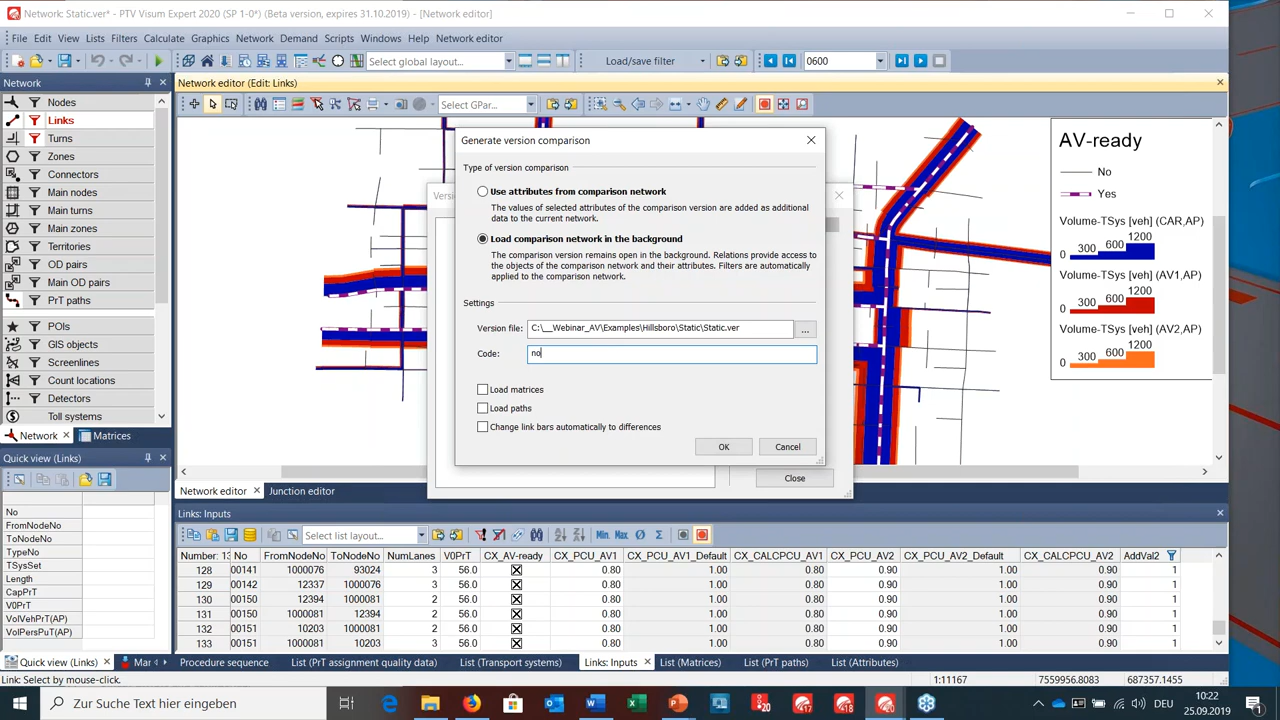 Network: Static.ver* - PTV Visum Expert 2020 (SP 1-0*) (Beta version, expires 31.10.2019) - [Network editor]
File Edit View Lists Filters Calculate Graphics Network Demand Scripts Windows Help Network editor
Select global layout... Load/save filter 0600
Network
Network editor (Edit: Links)
Select GPar...
Nodes
Links
Turns
Zones
Connectors
Main nodes
Main turns
Main zones
Territories
OD pairs
Main OD pairs
PrT paths
POIs
GIS objects
Screenlines
Count locations
Detectors
Toll systems
Network Matrices
Quick view (Links)
No
FromNodeNo
ToNodeNo
TypeNo
TSysSet
Length
CapPrT
V0PrT
VolVehPrT(AP)
VolPersPuT(AP)
Quick view (Links) Mar
Generate version comparison
Type of version comparison
Use attributes from comparison network
The values of selected attributes of the comparison version are added as additional
data to the current network.
Load comparison network in the background
The comparison version remains open in the background. Relations provide access to
the objects of the comparison network and their attributes. Filters are automatically
applied to the comparison network.
Settings
Version file: C:\__Webinar_AV\Examples\Hillsboro\Static\Static.ver ...
Code: no
Load matrices
Load paths
Change link bars automatically to differences
OK Cancel
Close
AV-ready
No
Yes
Volume-TSys [veh] (CAR,AP)
0 300 600 1200
Volume-TSys [veh] (AV1,AP)
0 300 600 1200
Volume-TSys [veh] (AV2,AP)
0 300 600 1200
Network editor Junction editor
Links: Inputs
Select list layout... Min Max
Number: 13 No FromNodeNo ToNodeNo NumLanes V0PrT CX_AV-ready CX_PCU_AV1 CX_PCU_AV1_Default CX_CALCPCU_AV1 CX_PCU_AV2 CX_PCU_AV2_Default CX_CALCPCU_AV2 AddVal2
128 00141 1000076 93024 3 56.0 0.80 1.00 0.80 0.90 1.00 0.90 1
129 00142 12337 1000076 3 56.0 0.80 1.00 0.80 0.90 1.00 0.90 1
130 00150 12394 1000081 2 56.0 0.80 1.00 0.80 0.90 1.00 0.90 1
131 00150 1000081 12394 2 56.0 0.80 1.00 0.80 0.90 1.00 0.90 1
132 00151 10203 1000081 2 56.0 0.80 1.00 0.80 0.90 1.00 0.90 1
133 00151 1000081 10203 3 56.0 0.80 1.00 0.80 0.90 1.00 0.90 1
Procedure sequence List (PrT assignment quality data) List (Transport systems) Links: Inputs List (Matrices) List (PrT paths) List (Attributes)
Link: Select by mouse-click. 1:11167 7559956.8083 687357.1455
Zur Suche Text hier eingeben
DEU
10:22
25.09.2019